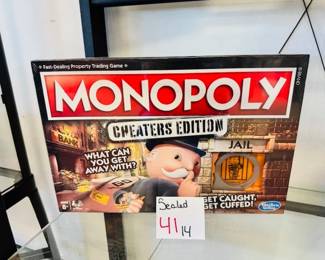 Fast-Dealing Property Trading Game
MONOPOLY
CHEATERS EDITION
BANK
JAIL
WHAT CAN
YOU GET
AWAY WITH?
GET CAUGHT,
GET CUFFED!
8+
Hasbro
Gaming
Sealed
41
14